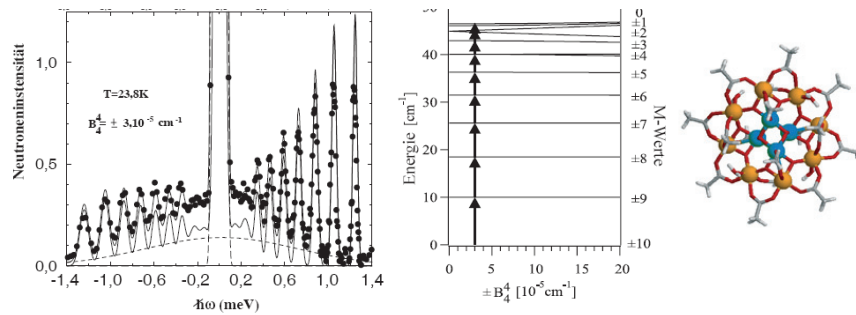 Neutroneninstensität
1,0
0,5
0,0
T=23,8K
B₄⁴= ± 3.10⁻⁵ cm⁻¹
-1,4 -1,2 -0,6 -0,2 0,2 0,6 1,0 1,4
ħω (meV)
Energie [cm⁻¹]
50
40
30
20
10
0
0 5 10 15 20
±B₄⁴ [10⁻⁵cm⁻¹]
0
±1
±2
±3
±4
±5
±6
±7
±8
±9
±10
M-Werte